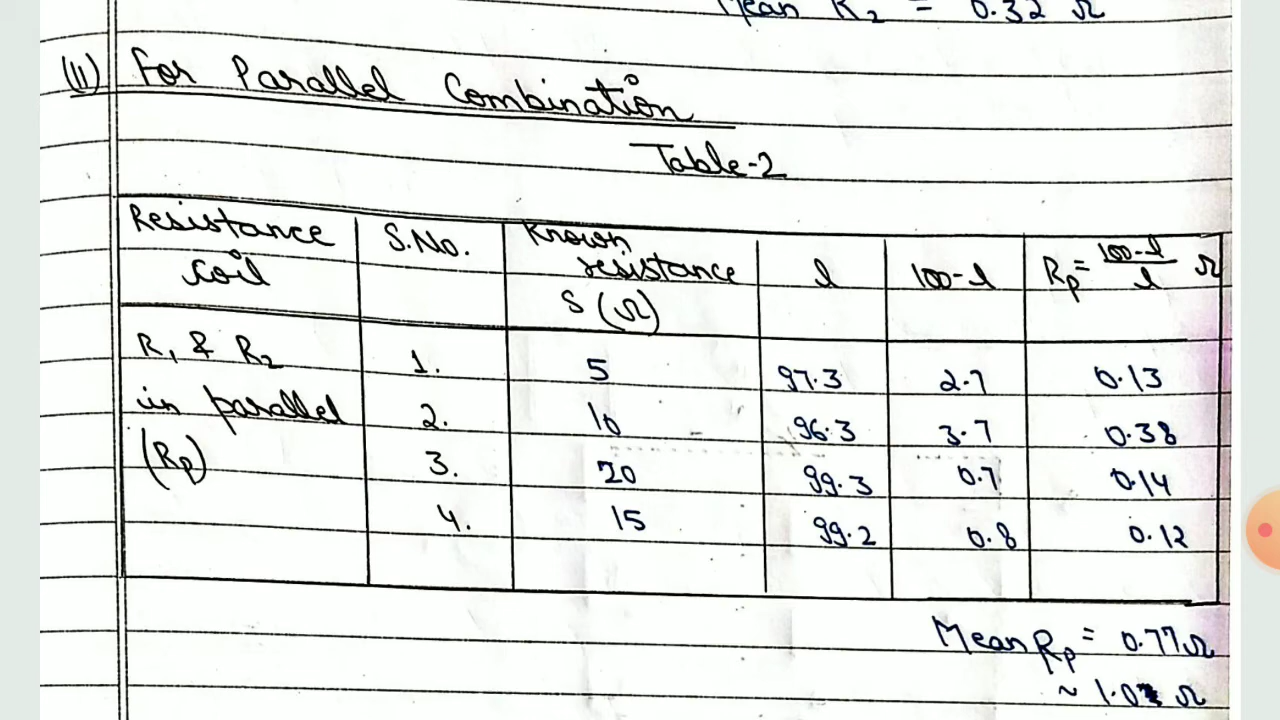 Mean R2 = 0.32 Ω
(ii) For Parallel Combination
Table-2
Resistance coil S.No. Known resistance S (Ω) l 100-l Rp = 100-l / l Ω
R1 & R2 in parallel (Rp)
1. 5 97.3 2.7 0.13
2. 10 96.3 3.7 0.38
3. 20 99.3 0.7 0.14
4. 15 99.2 0.8 0.12
Mean Rp = 0.77 Ω
~ 1.0 Ω